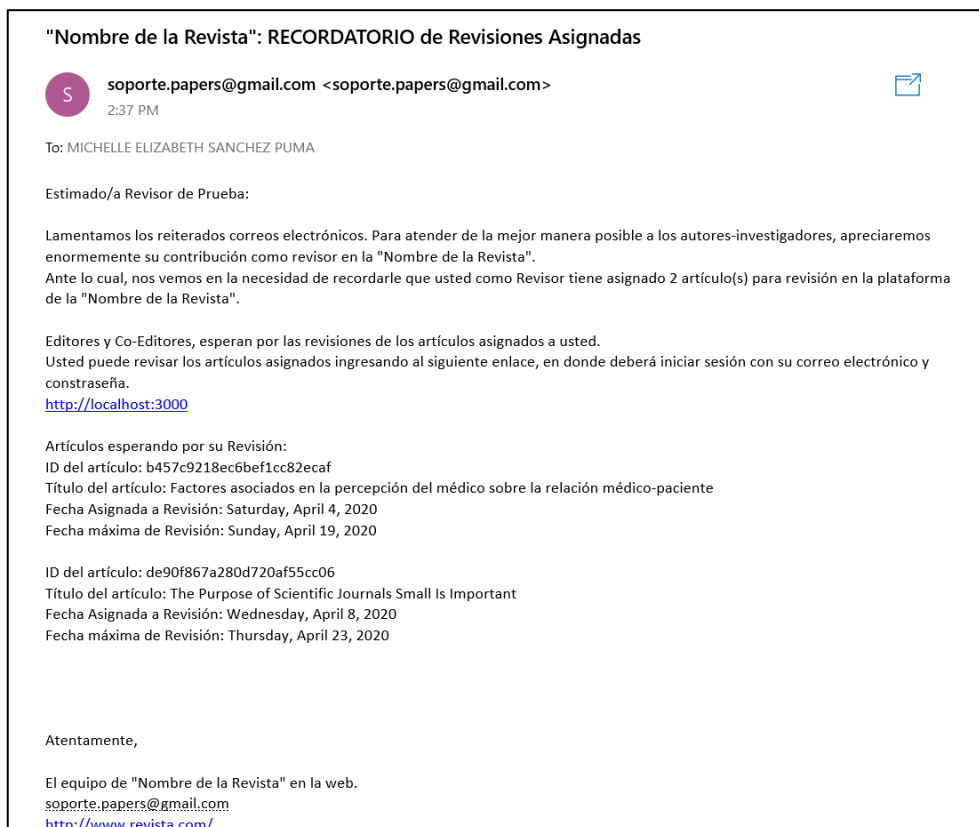 "Nombre de la Revista": RECORDATORIO de Revisiones Asignadas
S
soporte.papers@gmail.com <soporte.papers@gmail.com>
2:37 PM
To: MICHELLE ELIZABETH SANCHEZ PUMA
Estimado/a Revisor de Prueba:
Lamentamos los reiterados correos electrónicos. Para atender de la mejor manera posible a los autores-investigadores, apreciaremos
enormemente su contribución como revisor en la "Nombre de la Revista".
Ante lo cual, nos vemos en la necesidad de recordarle que usted como Revisor tiene asignado 2 artículo(s) para revisión en la plataforma
de la "Nombre de la Revista".
Editores y Co-Editores, esperan por las revisiones de los artículos asignados a usted.
Usted puede revisar los artículos asignados ingresando al siguiente enlace, en donde deberá iniciar sesión con su correo electrónico y
constraseña.
http://localhost:3000
Artículos esperando por su Revisión:
ID del artículo: b457c9218ec6bef1cc82ecaf
Título del artículo: Factores asociados en la percepción del médico sobre la relación médico-paciente
Fecha Asignada a Revisión: Saturday, April 4, 2020
Fecha máxima de Revisión: Sunday, April 19, 2020
ID del artículo: de90f867a280d720af55cc06
Título del artículo: The Purpose of Scientific Journals Small Is Important
Fecha Asignada a Revisión: Wednesday, April 8, 2020
Fecha máxima de Revisión: Thursday, April 23, 2020
Atentamente,
El equipo de "Nombre de la Revista" en la web.
soporte.papers@gmail.com
http://www.revista.com/